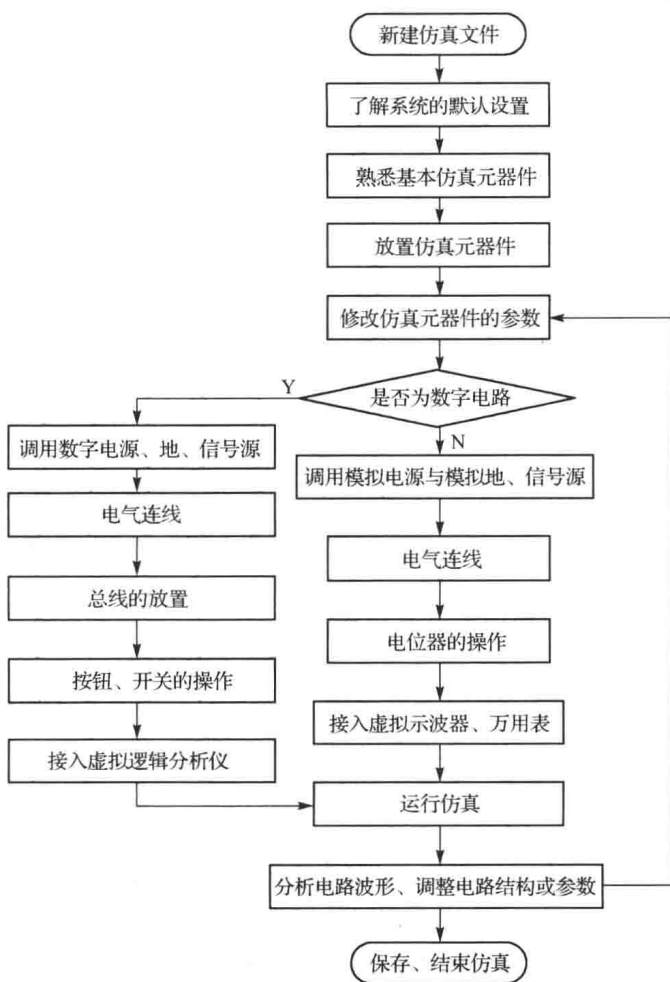 新建仿真文件
了解系统的默认设置
熟悉基本仿真元器件
放置仿真元器件
修改仿真元器件的参数
是否为数字电路
Y
调用数字电源、地、信号源
电气连线
总线的放置
按钮、开关的操作
接入虚拟逻辑分析仪
N
调用模拟电源与模拟地、信号源
电气连线
电位器的操作
接入虚拟示波器、万用表
运行仿真
分析电路波形、调整电路结构或参数
保存、结束仿真